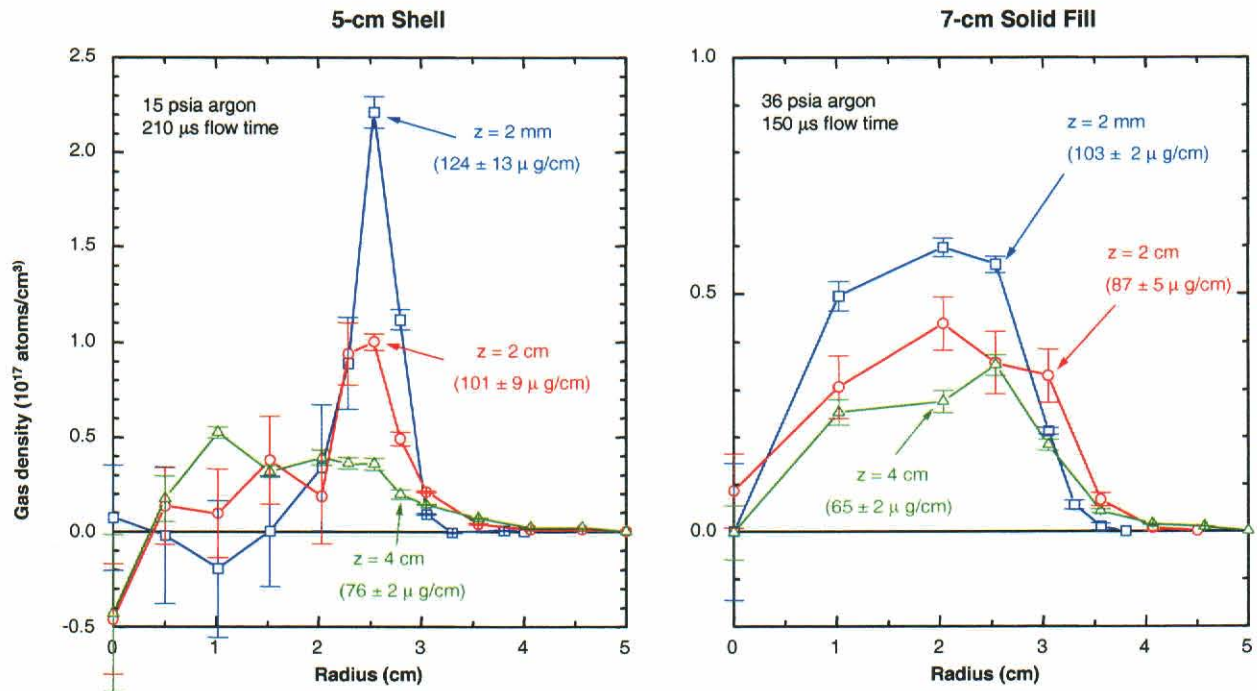 5-cm Shell
7-cm Solid Fill
Gas density (10¹⁷ atoms/cm³)
2.5
2.0
1.5
1.0
0.5
0.0
-0.5
15 psia argon
210 μs flow time
z = 2 mm
(124 ± 13 μ g/cm)
z = 2 cm
(101 ± 9 μ g/cm)
z = 4 cm
(76 ± 2 μ g/cm)
0 1 2 3 4 5
Radius (cm)
1.0
0.5
0.0
36 psia argon
150 μs flow time
z = 2 mm
(103 ± 2 μ g/cm)
z = 2 cm
(87 ± 5 μ g/cm)
z = 4 cm
(65 ± 2 μ g/cm)
0 1 2 3 4 5
Radius (cm)